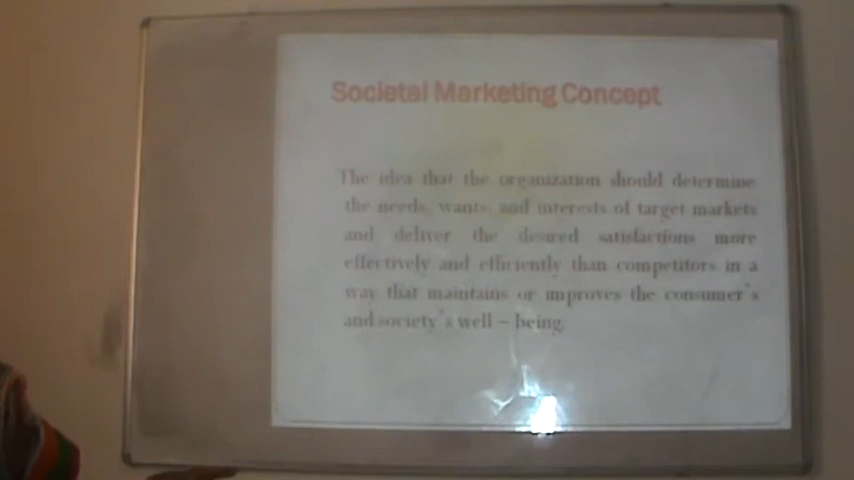 Societal Marketing Concept
The idea that the organization should determine
the needs, wants, and interests of target markets
and deliver the desired satisfactions more
effectively and efficiently than competitors in a
way that maintains or improves the consumer's
and society's well – being.